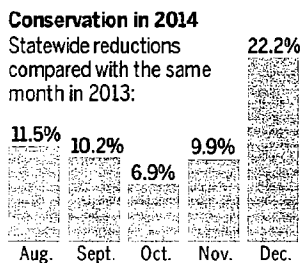 Conservation in 2014
Statewide reductions
compared with the same
month in 2013:
22.2%
11.5%
10.2%
6.9%
9.9%
Aug. Sept. Oct. Nov. Dec.